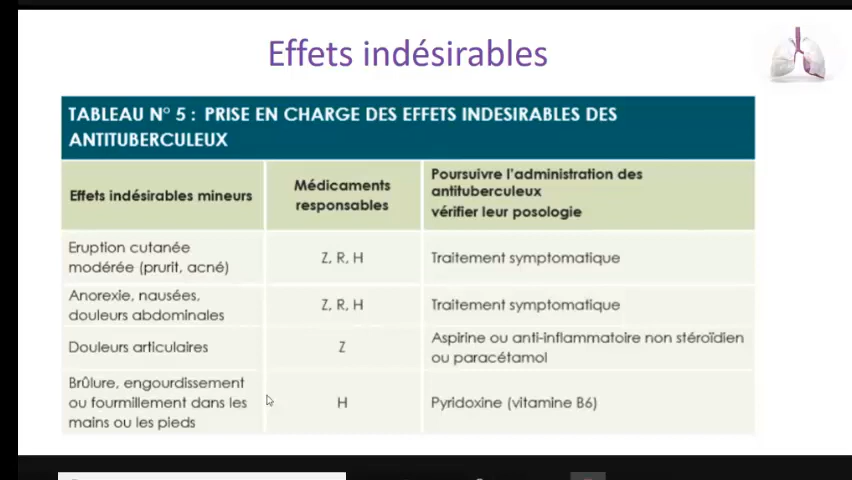 Effets indésirables
TABLEAU N° 5 : PRISE EN CHARGE DES EFFETS INDESIRABLES DES
ANTITUBERCULEUX
Effets indésirables mineurs
Médicaments
responsables
Poursuivre l'administration des
antituberculeux
vérifier leur posologie
Eruption cutanée
modérée (prurit, acné)
Z, R, H
Traitement symptomatique
Anorexie, nausées,
douleurs abdominales
Z, R, H
Traitement symptomatique
Douleurs articulaires
Z
Aspirine ou anti-inflammatoire non stéroïdien
ou paracétamol
Brûlure, engourdissement
ou fourmillement dans les
mains ou les pieds
H
Pyridoxine (vitamine B6)